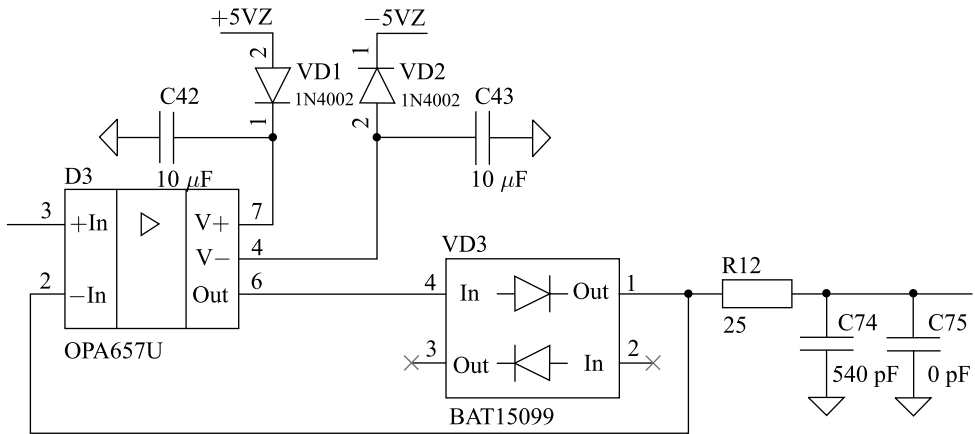 +5VZ
−5VZ
2
VD1
1N4002
1
1
VD2
1N4002
2
C42
10 μF
C43
10 μF
D3
3
+In
V+
7
V−
4
2
−In
Out
6
OPA657U
VD3
4
In
Out
1
3
Out
In
2
BAT15099
R12
25
C74
540 pF
C75
0 pF